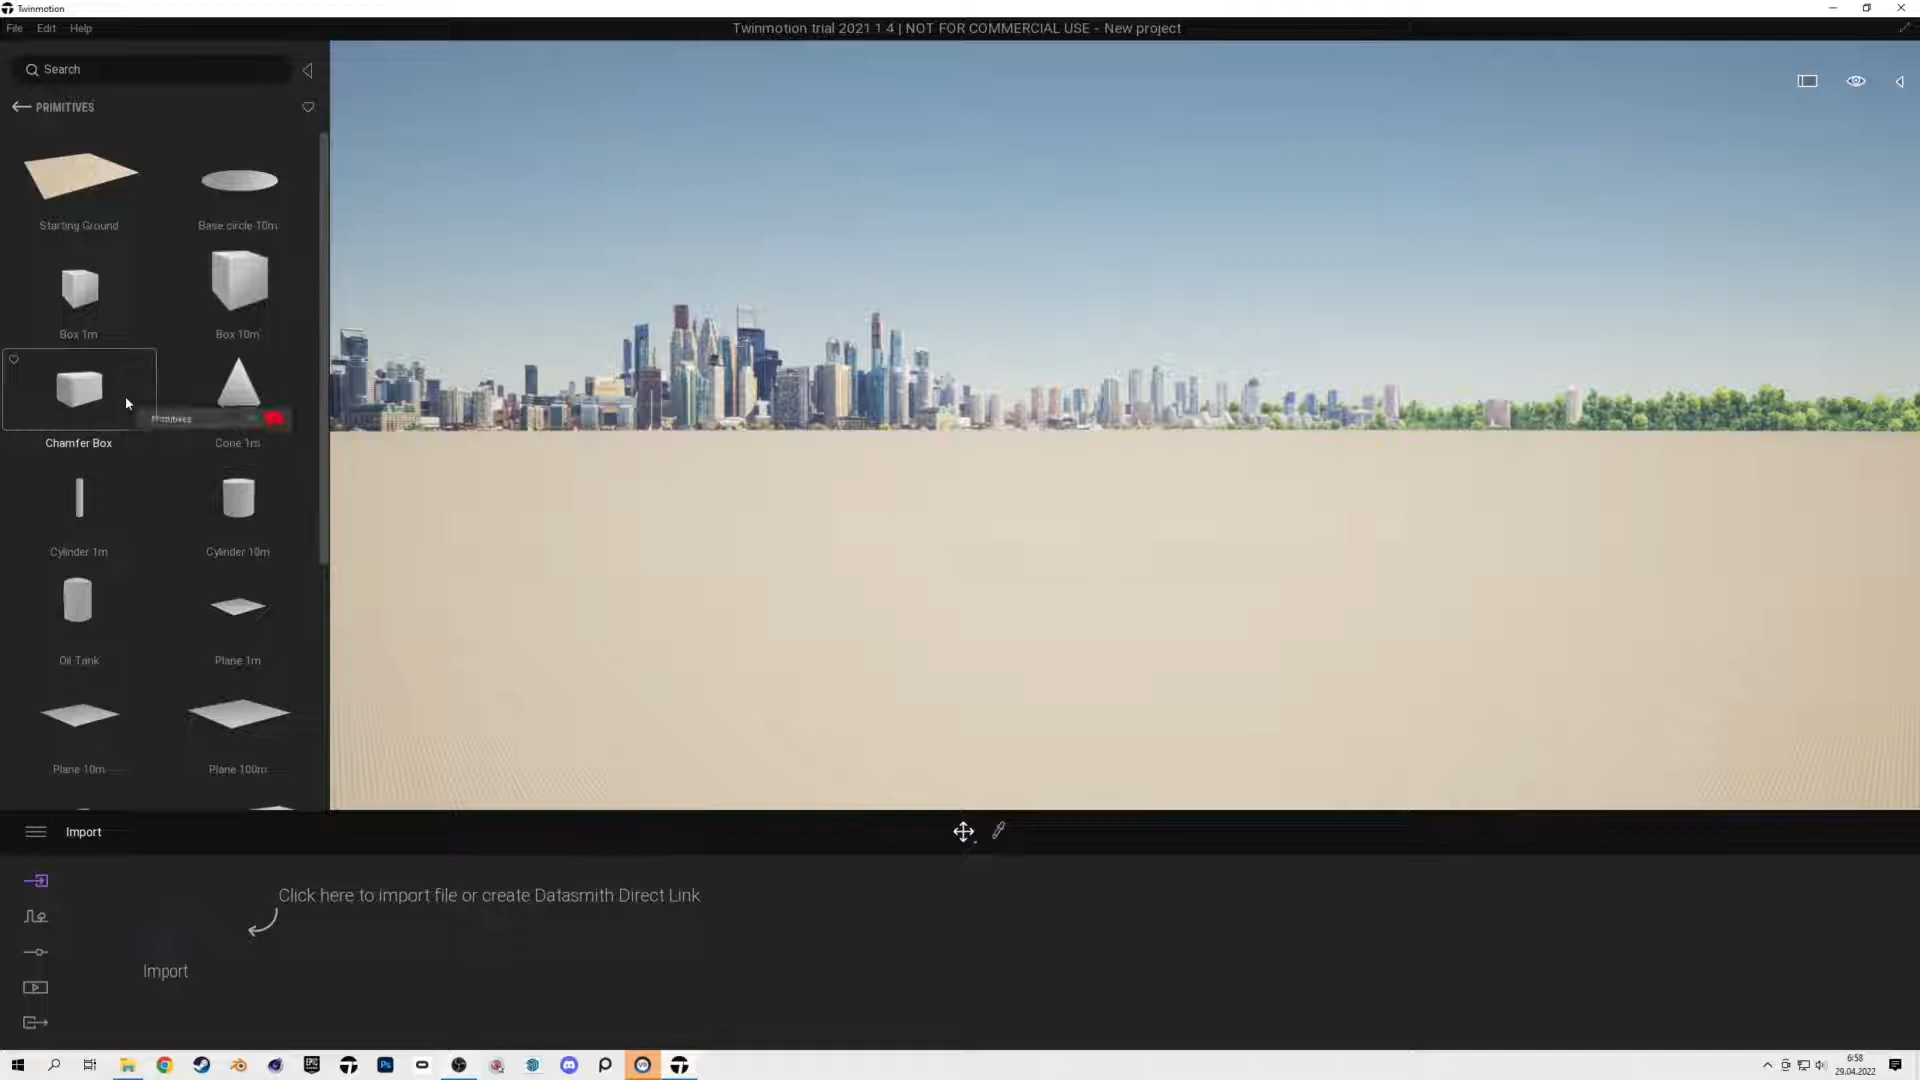 Twinmotion
File Edit Help
Twinmotion trial 2021 1.4 | NOT FOR COMMERCIAL USE - New project
Search
PRIMITIVES
Starting Ground
Base circle 10m
Box 1m
Box 10m
Primitives
Chamfer Box
Cone 1m
Cylinder 1m
Cylinder 10m
Oil Tank
Plane 1m
Plane 10m
Plane 100m
Import
Click here to import file or create Datasmith Direct Link
Import
6:58
29.04.2022